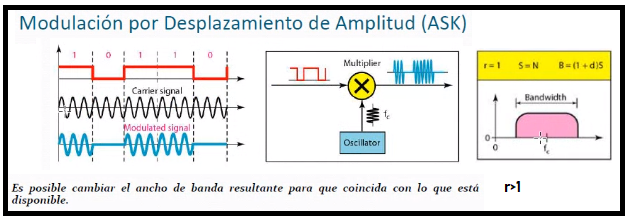 Modulación por Desplazamiento de Amplitud (ASK)
1 0 1 1 0
Carrier signal
Modulated signal
Multiplier
fc
Oscillator
r = 1 S = N B = (1 + d)S
Bandwidth
0
0
fc
Es posible cambiar el ancho de banda resultante para que coincida con lo que está
disponible.
r>1